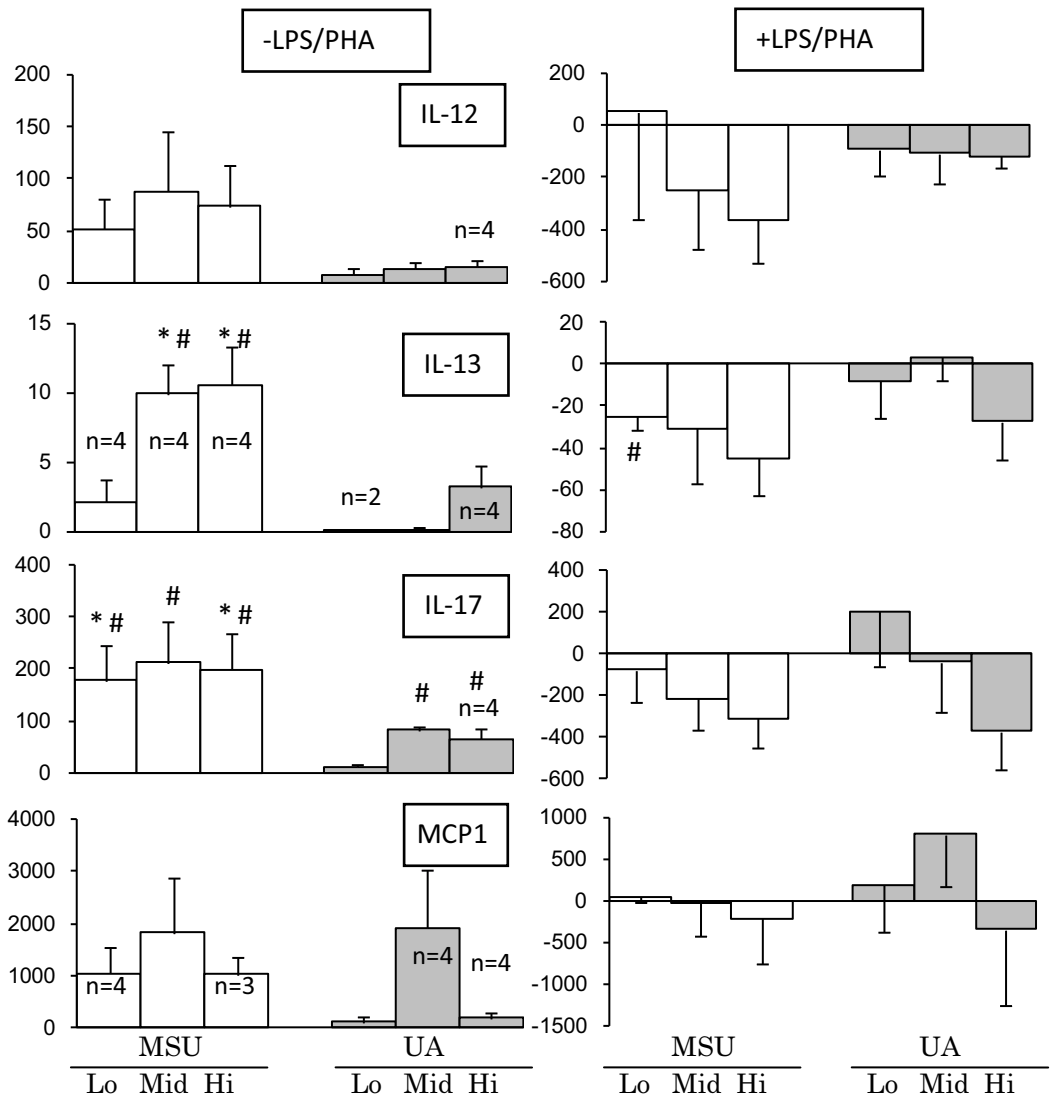 -LPS/PHA
+LPS/PHA
IL-12
200
150
100
50
0
n=4
200
0
-200
-400
-600
IL-13
15
10
5
0
* #
* #
n=4
n=4
n=4
n=2
n=4
20
0
-20
-40
-60
-80
#
IL-17
400
300
200
100
0
* #
#
* #
#
#
n=4
400
200
0
-200
-400
-600
MCP1
4000
3000
2000
1000
0
n=4
n=3
n=4
n=4
1000
500
0
-500
-1000
-1500
MSU
UA
MSU
UA
Lo Mid Hi
Lo Mid Hi
Lo Mid Hi
Lo Mid Hi